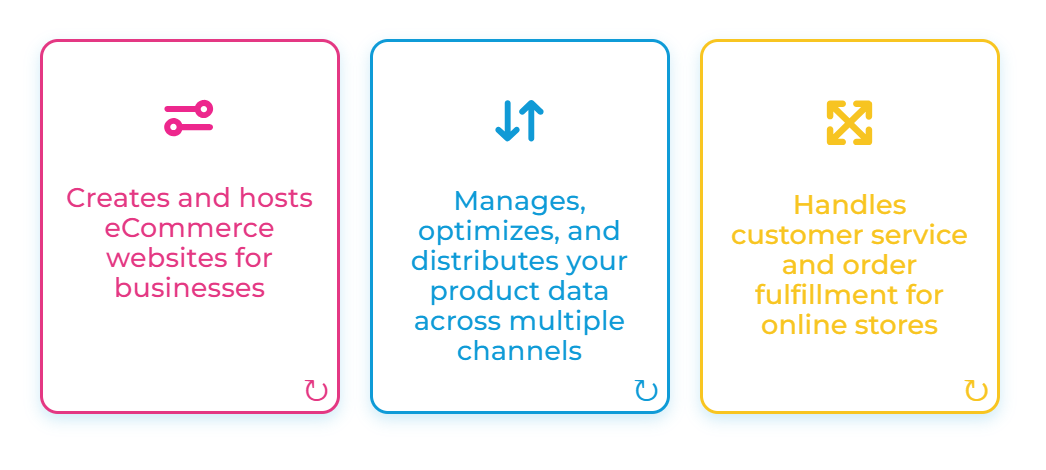 Creates and hosts
eCommerce
websites for
businesses
Manages,
optimizes, and
distributes your
product data
across multiple
channels
Handles
customer service
and order
fulfillment for
online stores